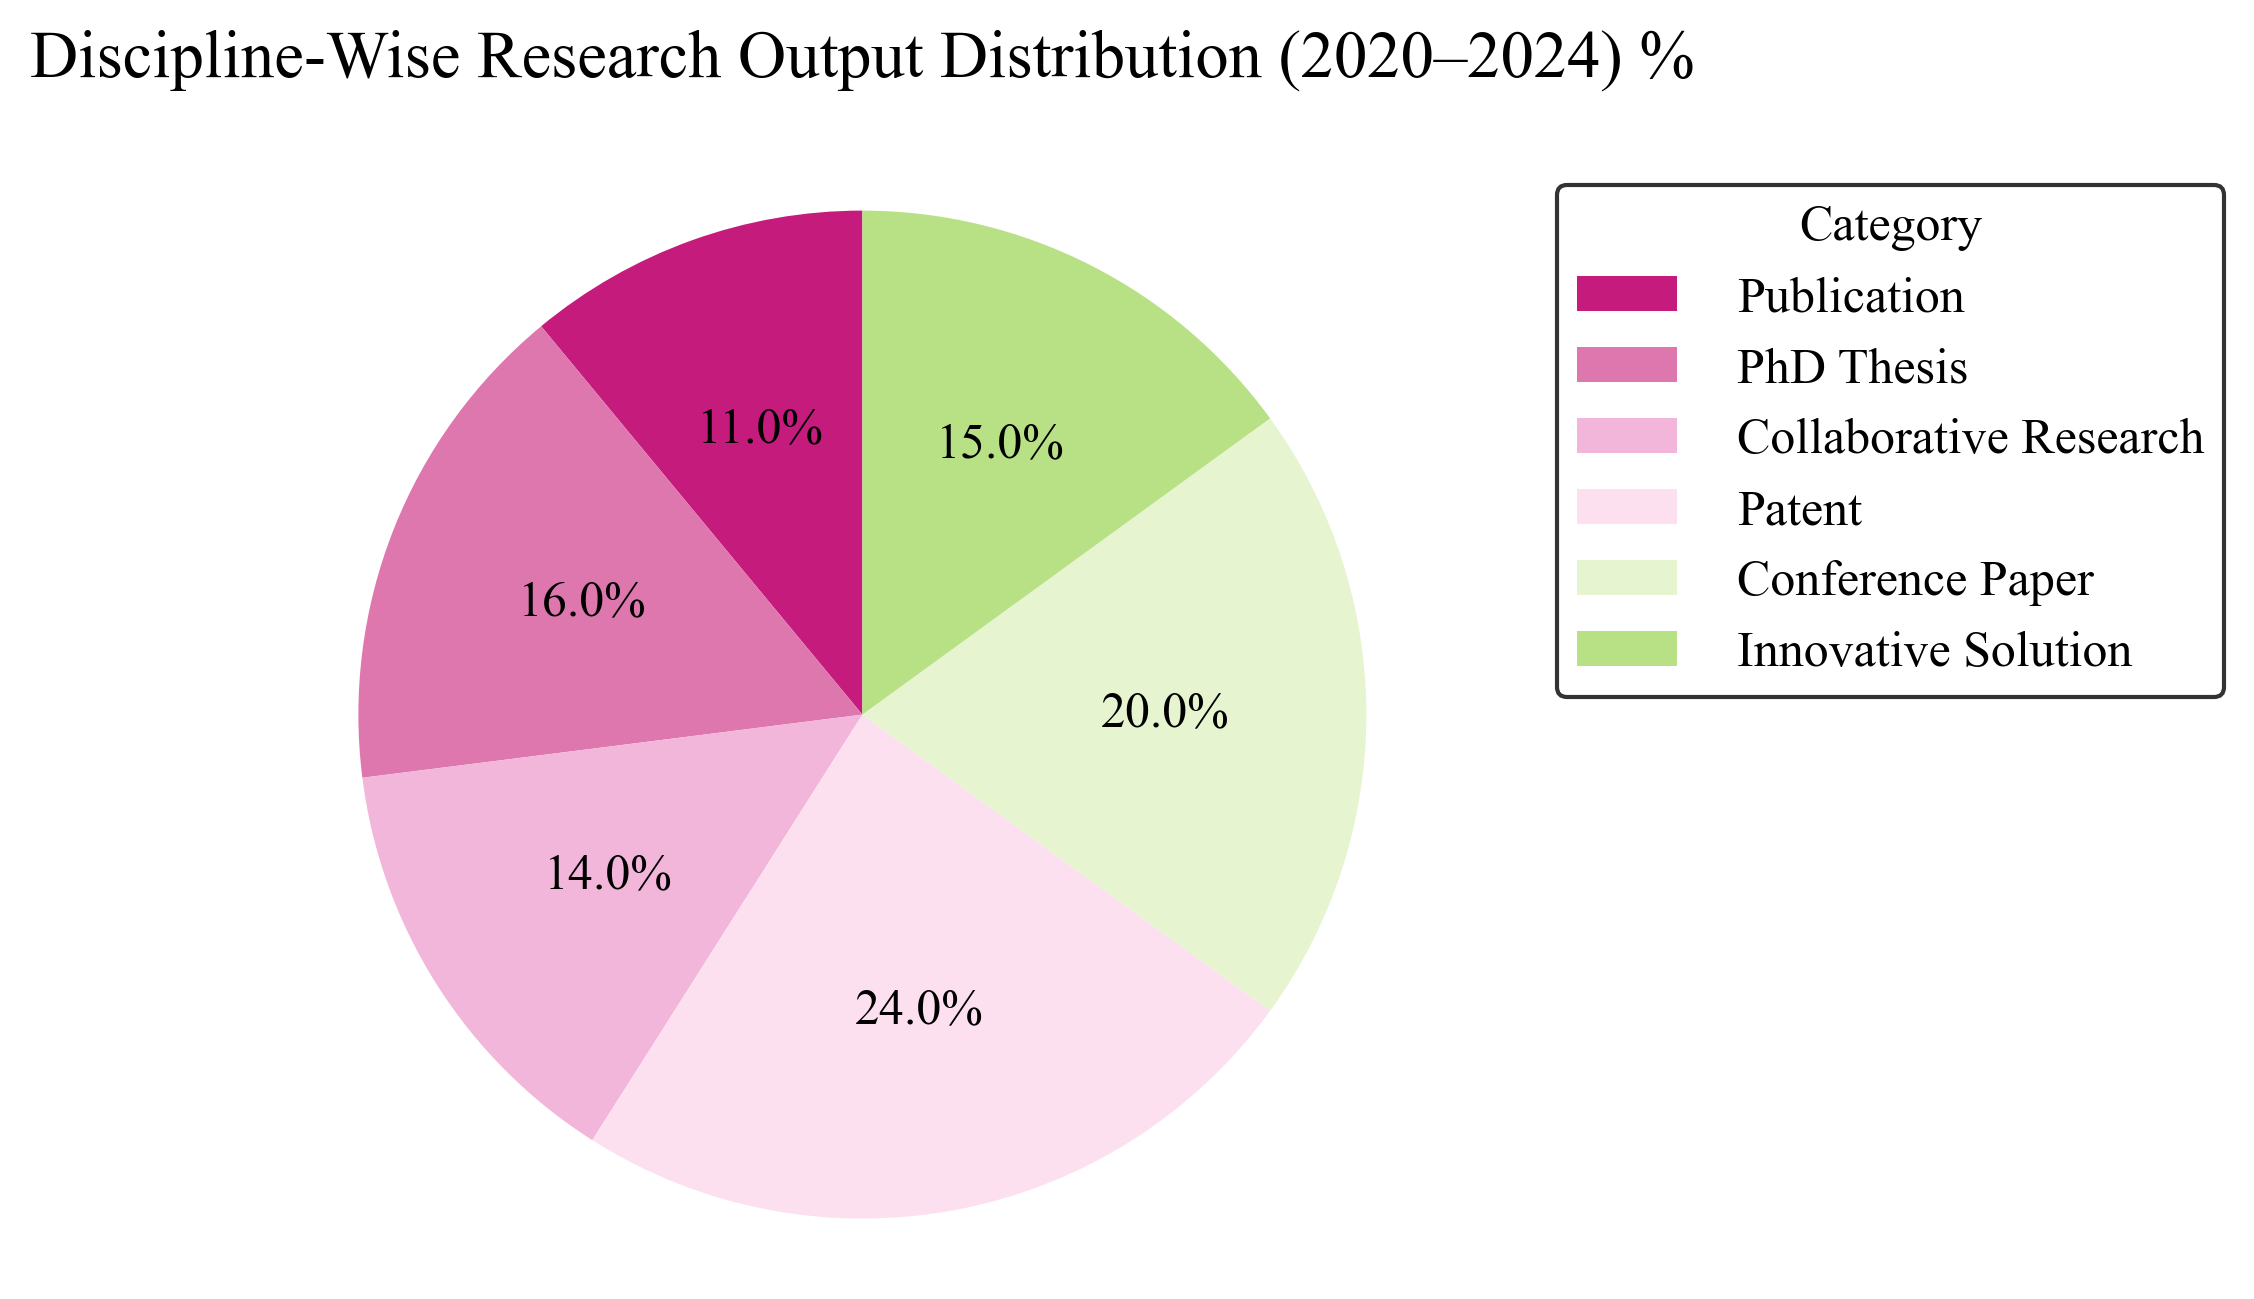 Discipline-Wise Research Output Distribution (2020–2024) %
Category
Publication
PhD Thesis
Collaborative Research
Patent
Conference Paper
Innovative Solution
11.0%
15.0%
16.0%
20.0%
14.0%
24.0%